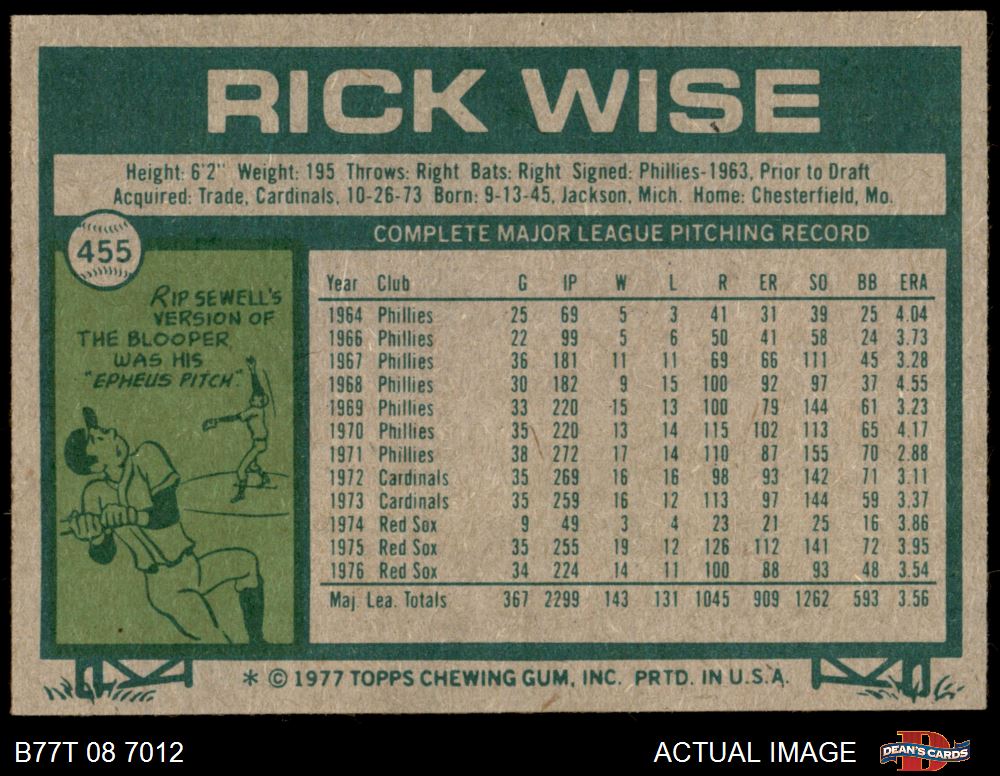 RICK WISE
Height: 6'2" Weight: 195 Throws: Right Bats: Right Signed: Phillies-1963, Prior to Draft
Acquired: Trade, Cardinals, 10-26-73 Born: 9-13-45, Jackson, Mich. Home: Chesterfield, Mo.
455
RIP SEWELL'S
VERSION OF
THE BLOOPER
WAS HIS
"EPHEUS PITCH".
COMPLETE MAJOR LEAGUE PITCHING RECORD
Year Club G IP W L R ER SO BB ERA
1964 Phillies 25 69 5 3 41 31 39 25 4.04
1966 Phillies 22 99 5 6 50 41 58 24 3.73
1967 Phillies 36 181 11 11 69 66 111 45 3.28
1968 Phillies 30 182 9 15 100 92 97 37 4.55
1969 Phillies 33 220 15 13 100 79 144 61 3.23
1970 Phillies 35 220 13 14 115 102 113 65 4.17
1971 Phillies 38 272 17 14 110 87 155 70 2.88
1972 Cardinals 35 269 16 16 98 93 142 71 3.11
1973 Cardinals 35 259 16 12 113 97 144 59 3.37
1974 Red Sox 9 49 3 4 23 21 25 16 3.86
1975 Red Sox 35 255 19 12 126 112 141 72 3.95
1976 Red Sox 34 224 14 11 100 88 93 48 3.54
Maj. Lea. Totals 367 2299 143 131 1045 909 1262 593 3.56
* © 1977 TOPPS CHEWING GUM, INC. PRTD. IN U.S.A.
B77T 08 7012
ACTUAL IMAGE
D
DEAN'S CARDS